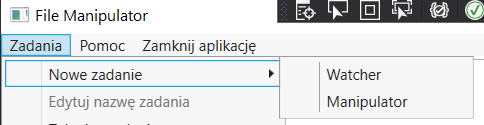 File Manipulator
Zadania Pomoc Zamknij aplikację
Nowe zadanie Watcher
Edytuj nazwę zadania Manipulator